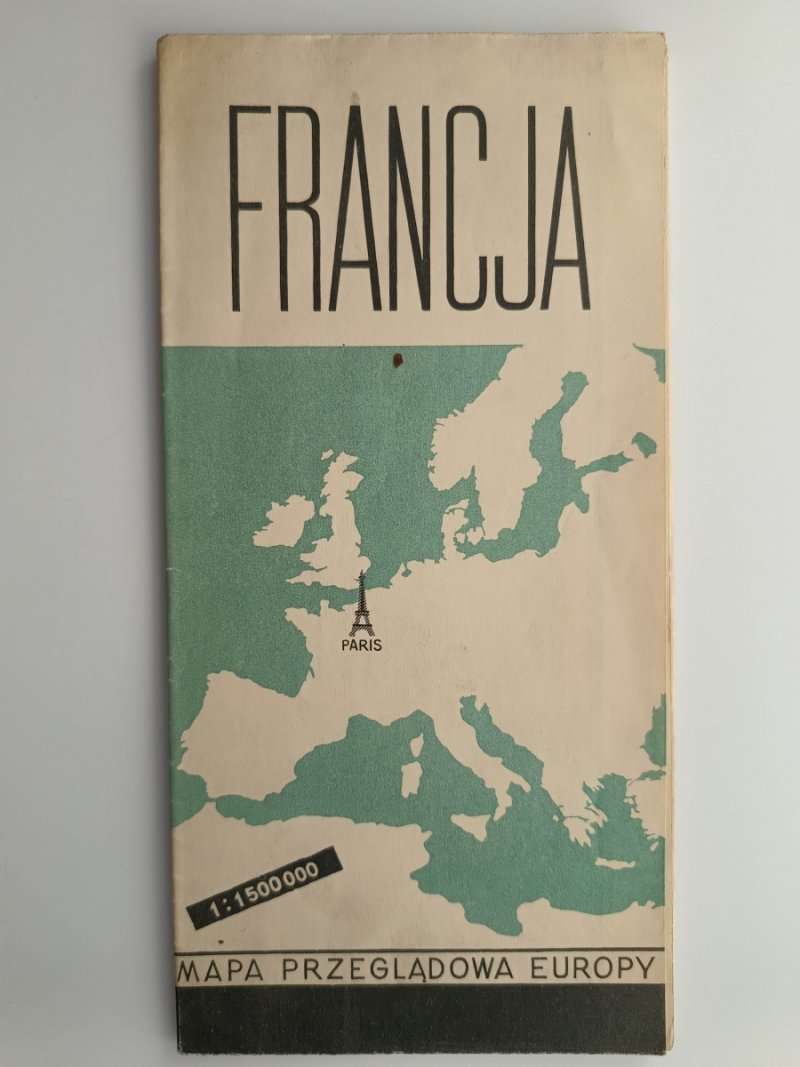 FRANCJA
PARIS
1:1500000
MAPA PRZEGLĄDOWA EUROPY